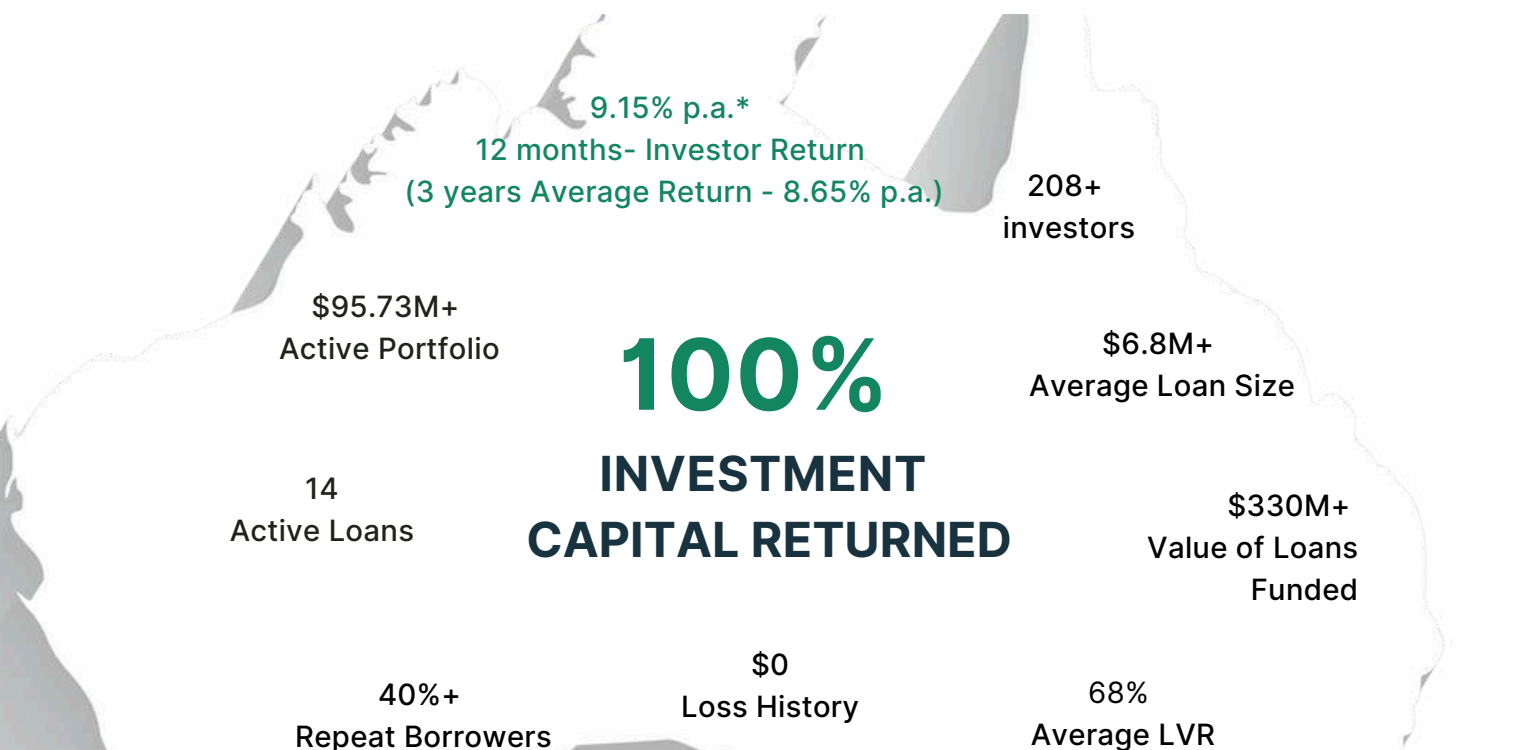 9.15% p.a.*
12 months- Investor Return
(3 years Average Return - 8.65% p.a.)
208+
investors
$95.73M+
Active Portfolio
100%
INVESTMENT
CAPITAL RETURNED
$6.8M+
Average Loan Size
14
Active Loans
$330M+
Value of Loans
Funded
40%+
Repeat Borrowers
$0
Loss History
68%
Average LVR